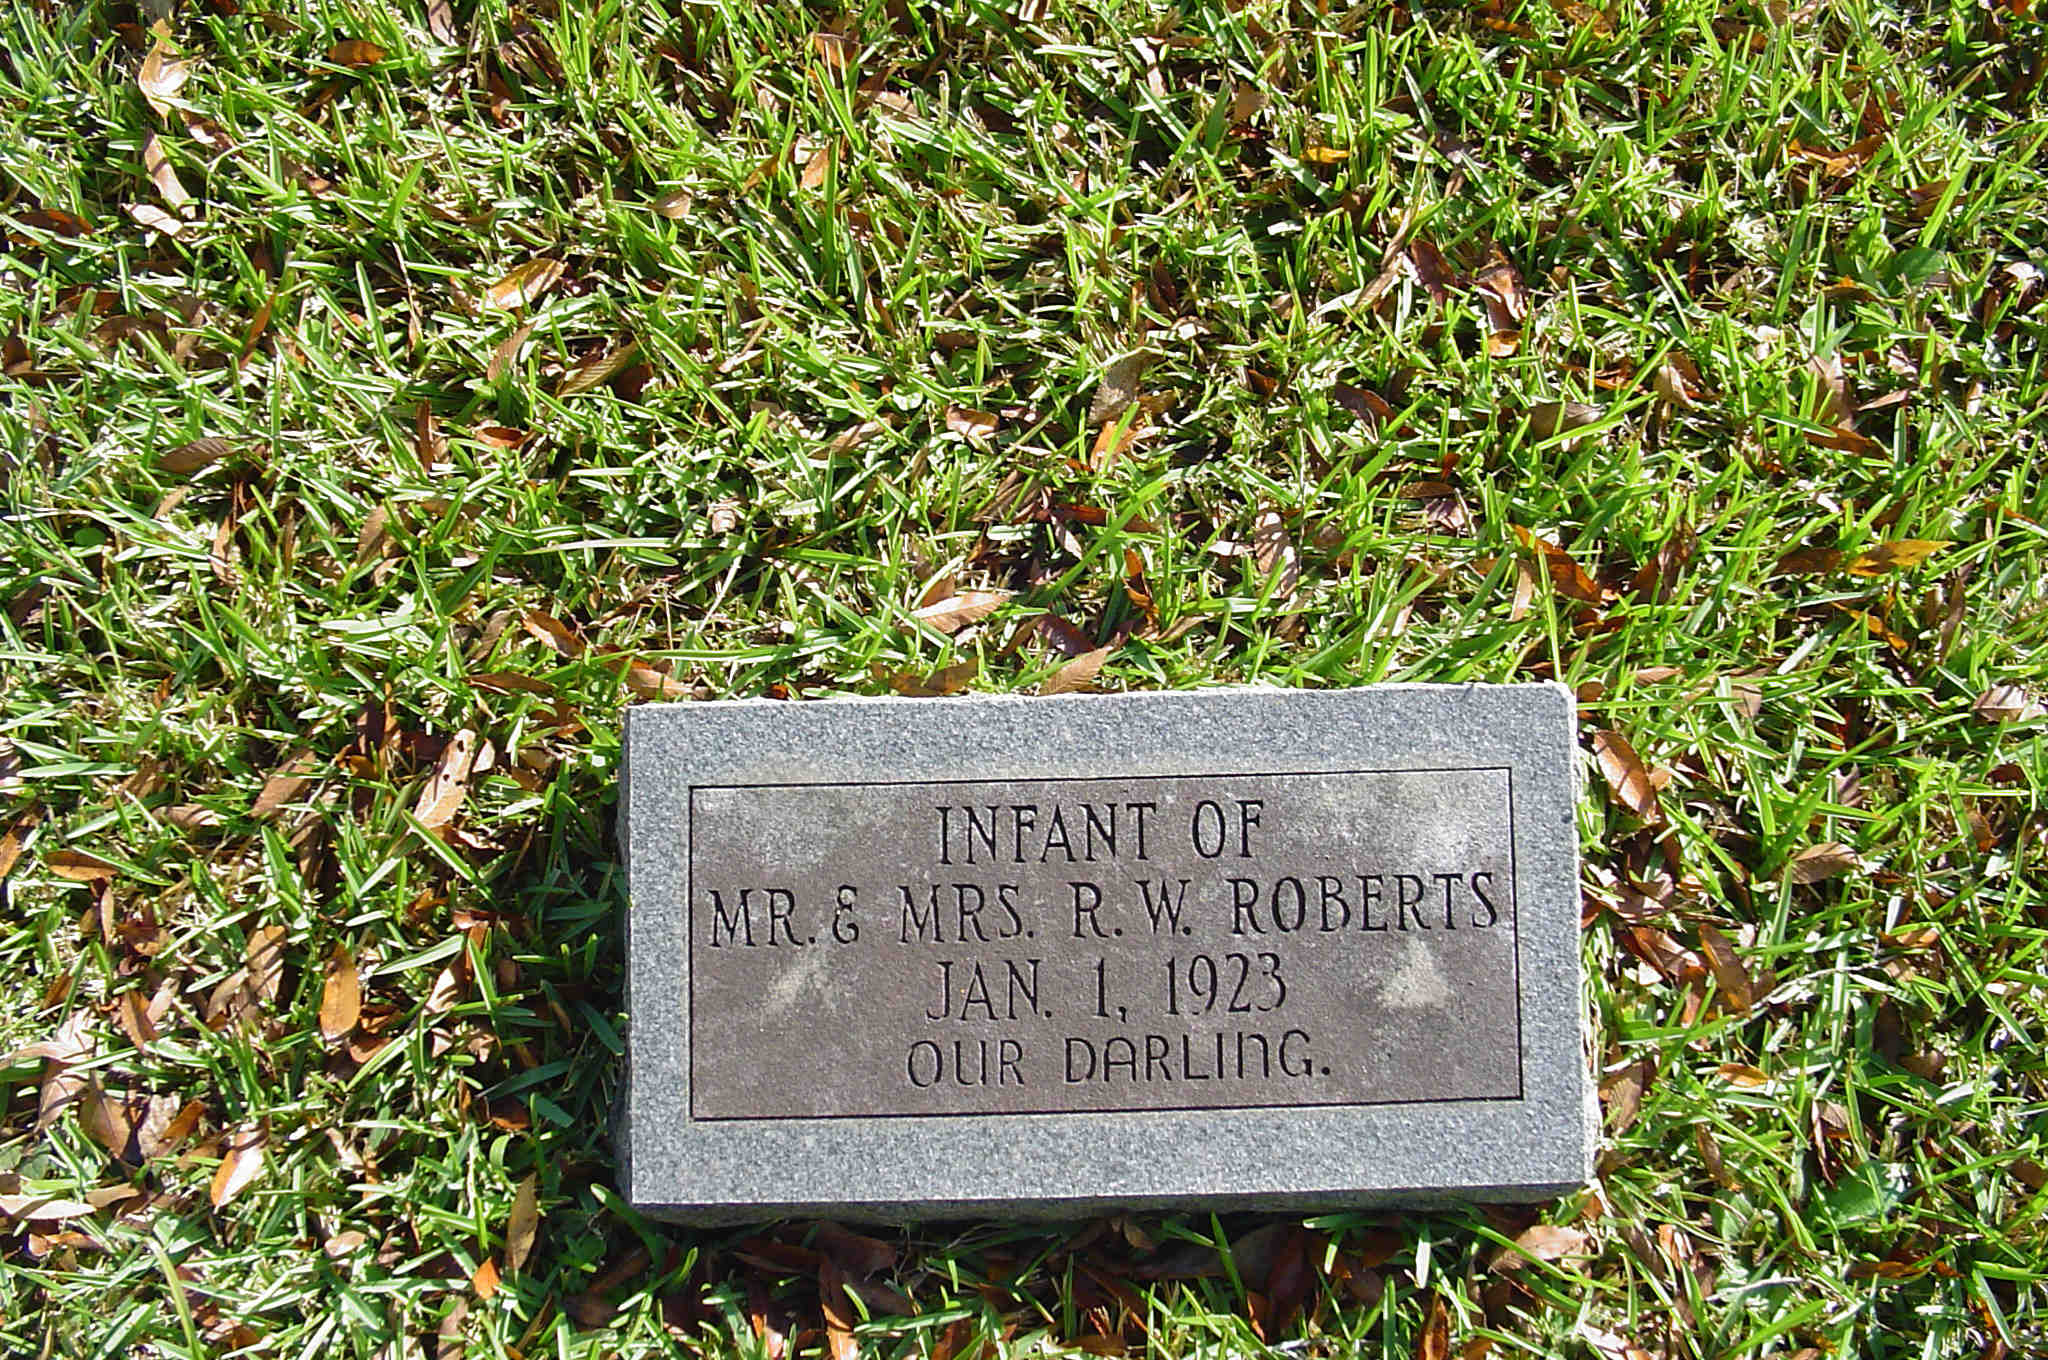 INFANT OF
MR. & MRS. R. W. ROBERTS
JAN. 1, 1923
OUR DARLING.